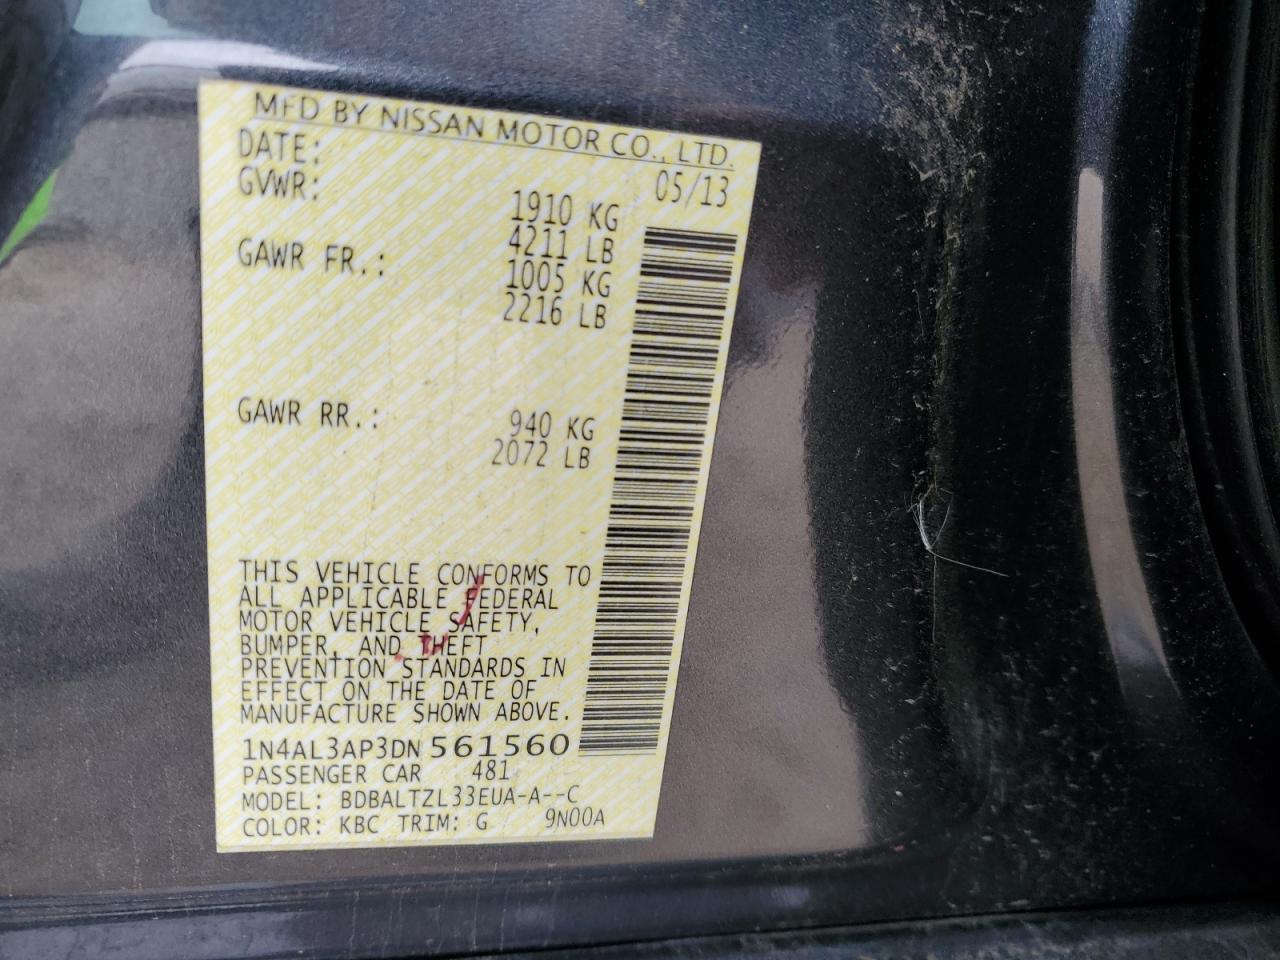 MFD BY NISSAN MOTOR CO., LTD.
DATE: 05/13
GVWR: 1910 KG
4211 LB
GAWR FR.: 1005 KG
2216 LB
GAWR RR.: 940 KG
2072 LB
THIS VEHICLE CONFORMS TO
ALL APPLICABLE FEDERAL
MOTOR VEHICLE SAFETY,
BUMPER, AND THEFT
PREVENTION STANDARDS IN
EFFECT ON THE DATE OF
MANUFACTURE SHOWN ABOVE.
1N4AL3AP3DN 561560
PASSENGER CAR 481
MODEL: BDBALTZL33EUA-A--C
COLOR: KBC TRIM: G 9N00A